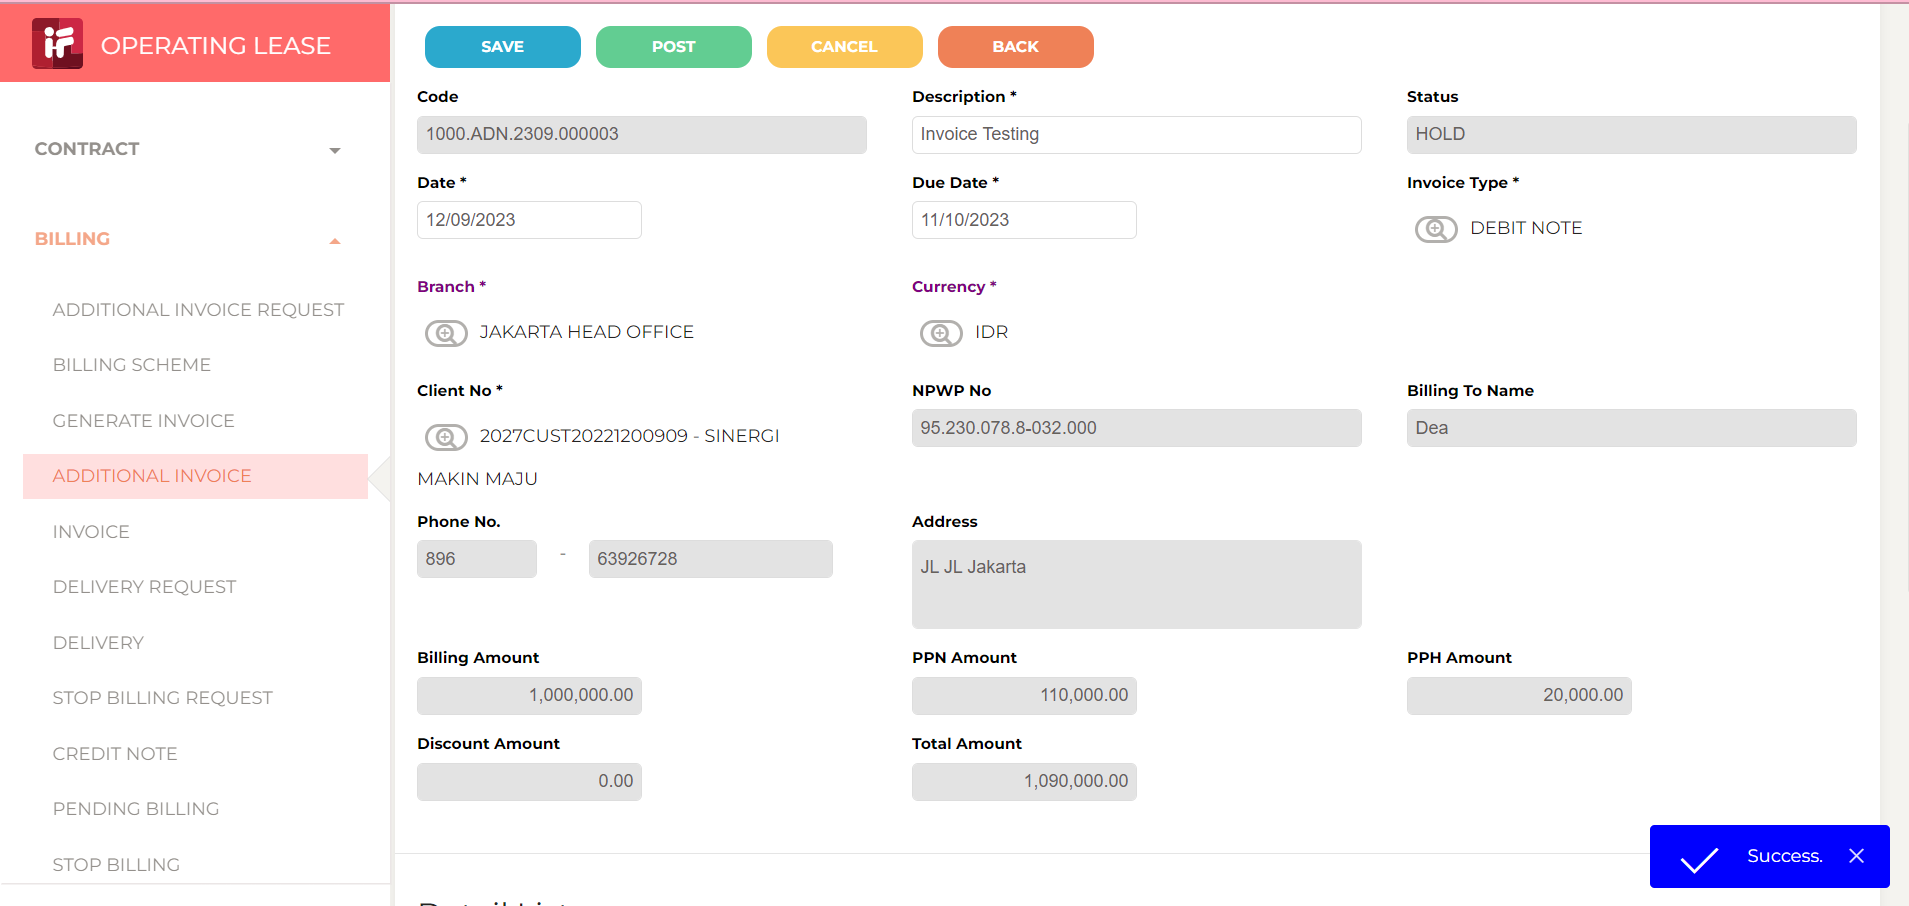 iF OPERATING LEASE
CONTRACT
BILLING
ADDITIONAL INVOICE REQUEST
BILLING SCHEME
GENERATE INVOICE
ADDITIONAL INVOICE
INVOICE
DELIVERY REQUEST
DELIVERY
STOP BILLING REQUEST
CREDIT NOTE
PENDING BILLING
STOP BILLING
SAVE POST CANCEL BACK
Code Description * Status
1000.ADN.2309.000003 Invoice Testing HOLD
Date * Due Date * Invoice Type *
12/09/2023 11/10/2023 DEBIT NOTE
Branch * Currency *
JAKARTA HEAD OFFICE IDR
Client No * NPWP No Billing To Name
2027CUST20221200909 - SINERGI 95.230.078.8-032.000 Dea
MAKIN MAJU
Phone No. Address
896 - 63926728 JL JL Jakarta
Billing Amount PPN Amount PPH Amount
1,000,000.00 110,000.00 20,000.00
Discount Amount Total Amount
0.00 1,090,000.00
Success.